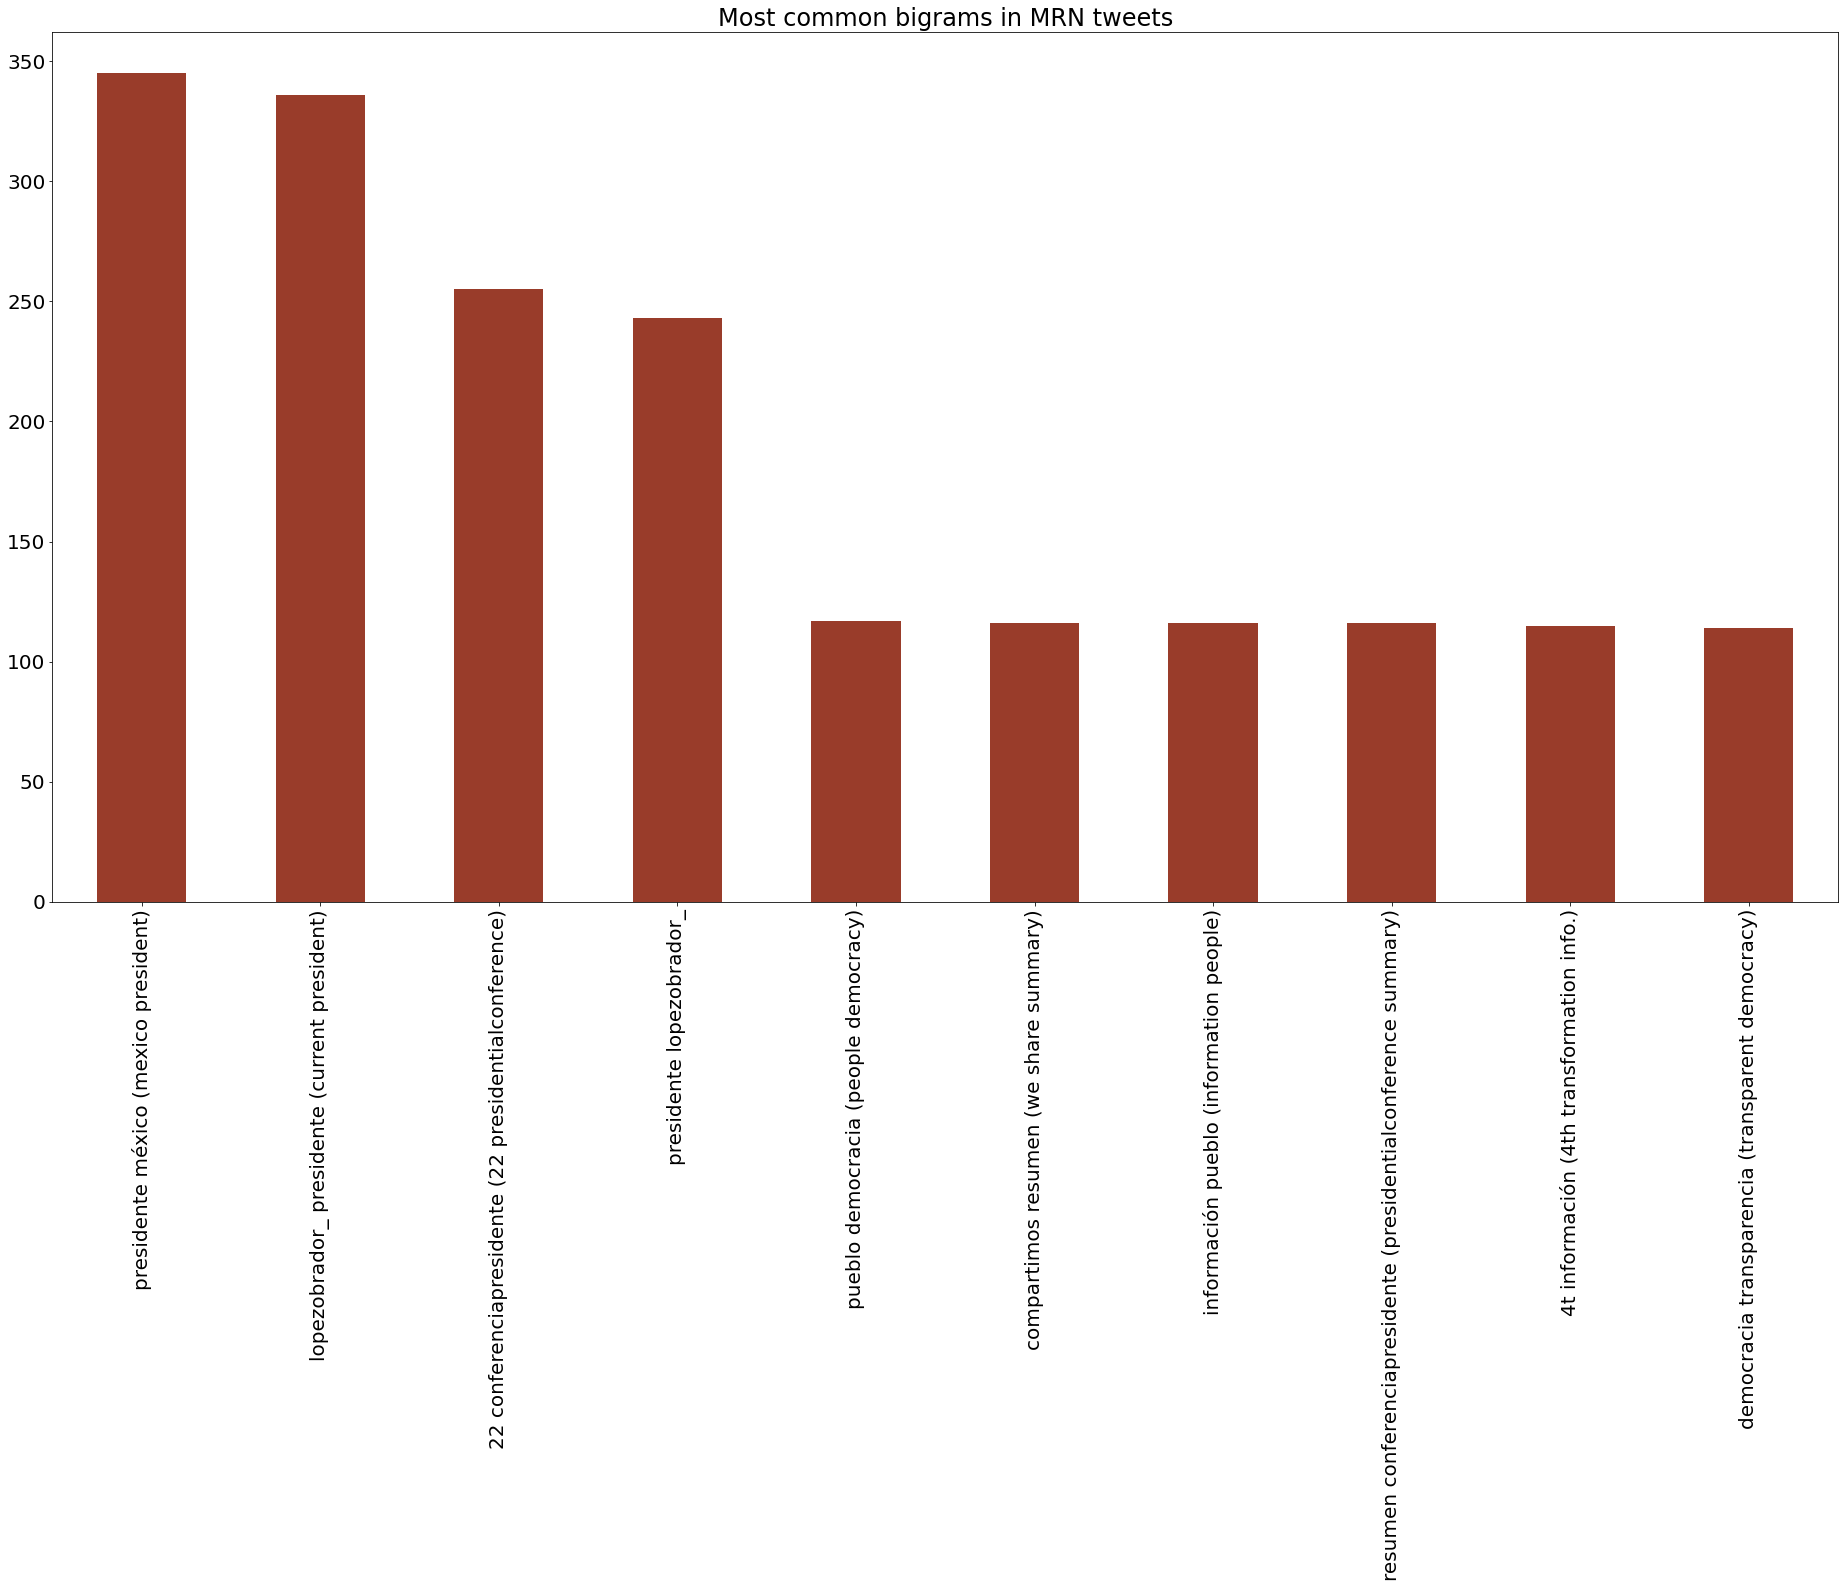 Most common bigrams in MRN tweets
350
300
250
200
150
100
50
0
presidente méxico (mexico president)
lopezobrador_ presidente (current president)
22 conferenciapresidente (22 presidentialconference)
presidente lopezobrador_
pueblo democracia (people democracy)
compartimos resumen (we share summary)
información pueblo (information people)
resumen conferenciapresidente (presidentialconference summary)
4t información (4th transformation info.)
democracia transparencia (transparent democracy)